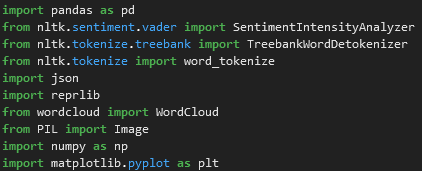 import pandas as pd
from nltk.sentiment.vader import SentimentIntensityAnalyzer
from nltk.tokenize.treebank import TreebankWordDetokenizer
from nltk.tokenize import word_tokenize
import json
import reprlib
from wordcloud import WordCloud
from PIL import Image
import numpy as np
import matplotlib.pyplot as plt